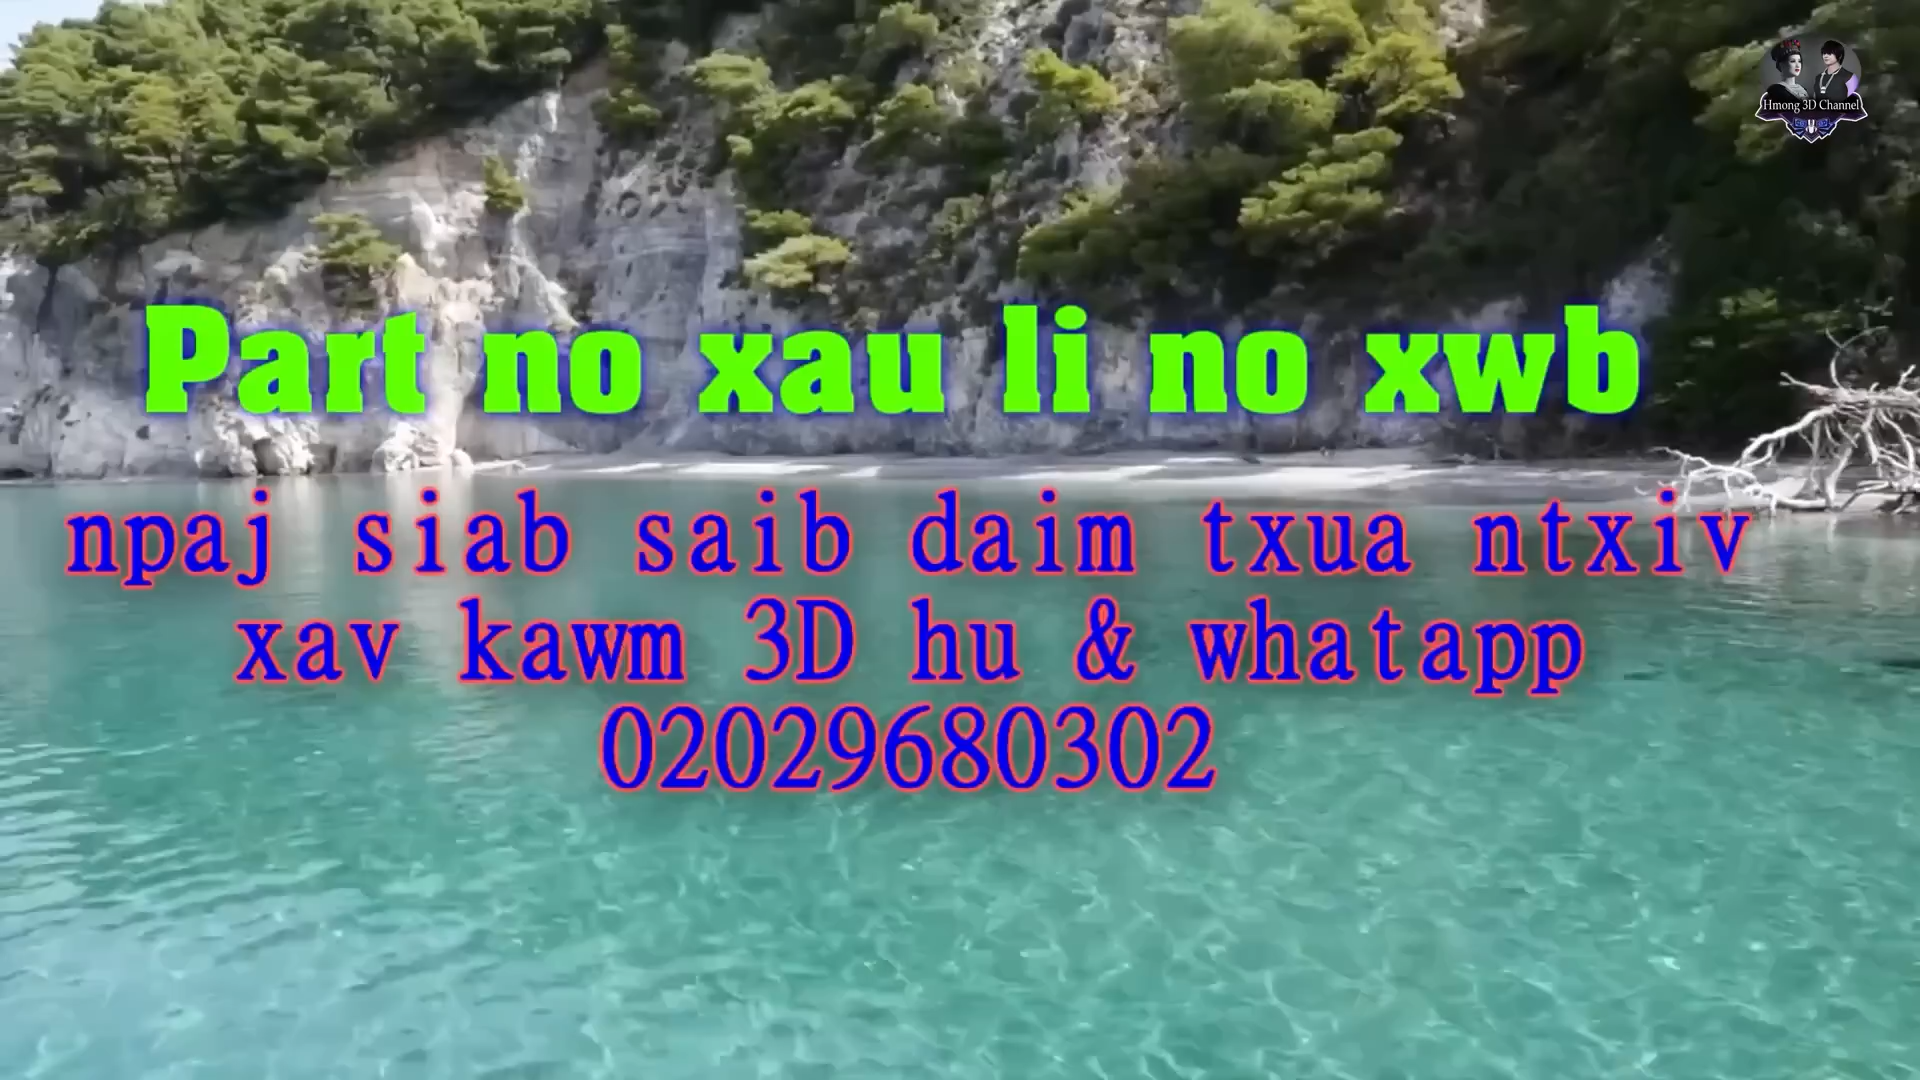 Hmong 3D Channel
Part no xau li no xwb
npaj siab saib daim txua ntxiv
xav kawm 3D hu & whatapp
02029680302